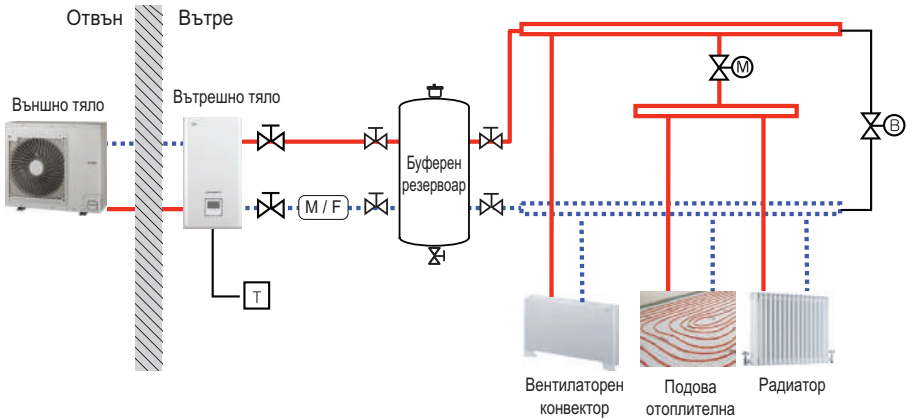 Отвън
Вътре
Външно тяло
Вътрешно тяло
M
B
Буферен
резервоар
M / F
T
Вентилаторен
конвектор
Подова
отоплителна
Радиатор